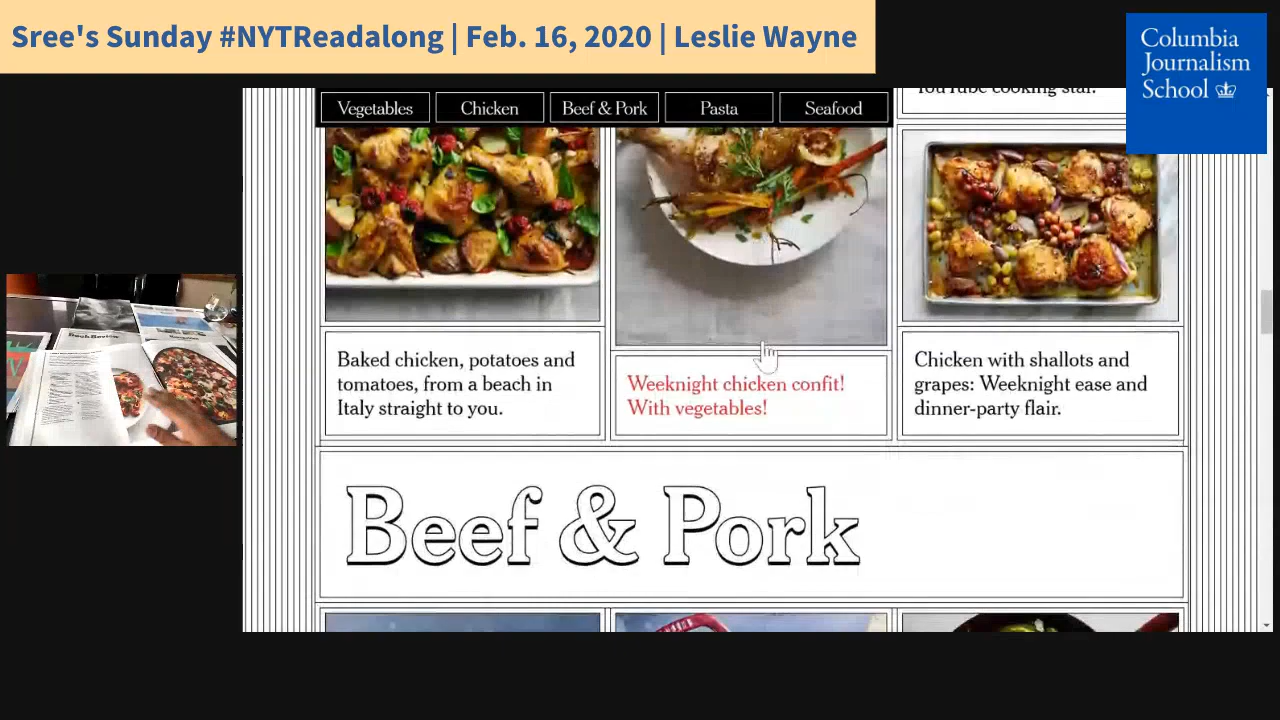 Sree's Sunday #NYTReadalong | Feb. 16, 2020 | Leslie Wayne
Columbia
Journalism
School
Vegetables
Chicken
Beef & Pork
Pasta
Seafood
YouTube cooking star.
Baked chicken, potatoes and
tomatoes, from a beach in
Italy straight to you.
Weeknight chicken confit!
With vegetables!
Chicken with shallots and
grapes: Weeknight ease and
dinner-party flair.
Beef & Pork